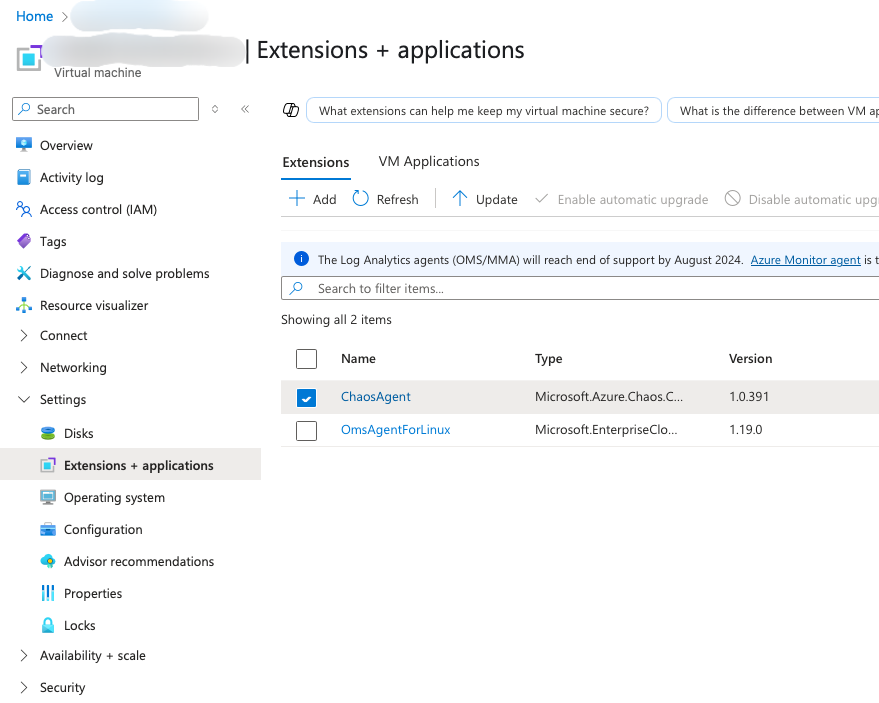 Home
| Extensions + applications
Virtual machine
Search
What extensions can help me keep my virtual machine secure?
What is the difference between VM ap
Overview
Activity log
Access control (IAM)
Tags
Diagnose and solve problems
Resource visualizer
Connect
Networking
Settings
Disks
Extensions + applications
Operating system
Configuration
Advisor recommendations
Properties
Locks
Availability + scale
Security
Extensions
VM Applications
Add
Refresh
Update
Enable automatic upgrade
Disable automatic upg
The Log Analytics agents (OMS/MMA) will reach end of support by August 2024. Azure Monitor agent is t
Search to filter items...
Showing all 2 items
Name Type Version
ChaosAgent Microsoft.Azure.Chaos.C... 1.0.391
OmsAgentForLinux Microsoft.EnterpriseClo... 1.19.0